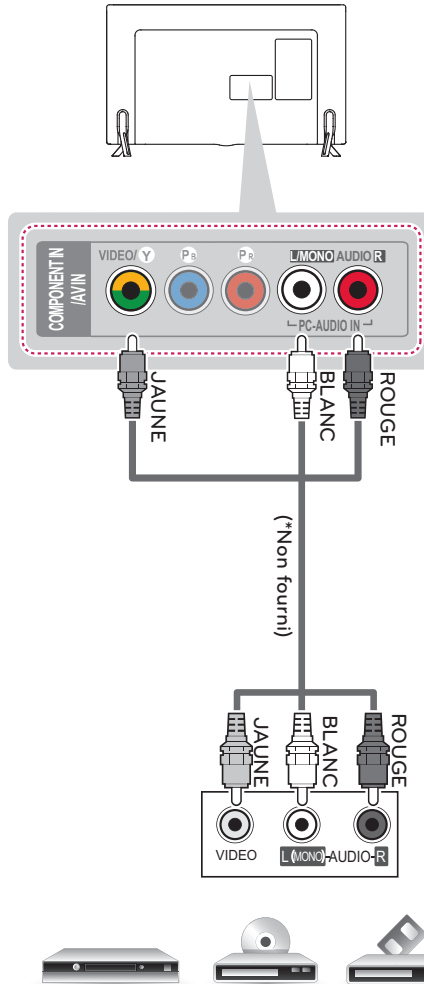 COMPONENT IN
/AV IN
VIDEO/ Y
PB
PR
L/MONO AUDIO R
PC-AUDIO IN
JAUNE
BLANC
ROUGE
(*Non fourni)
JAUNE
BLANC
ROUGE
VIDEO
L (MONO)-AUDIO-R